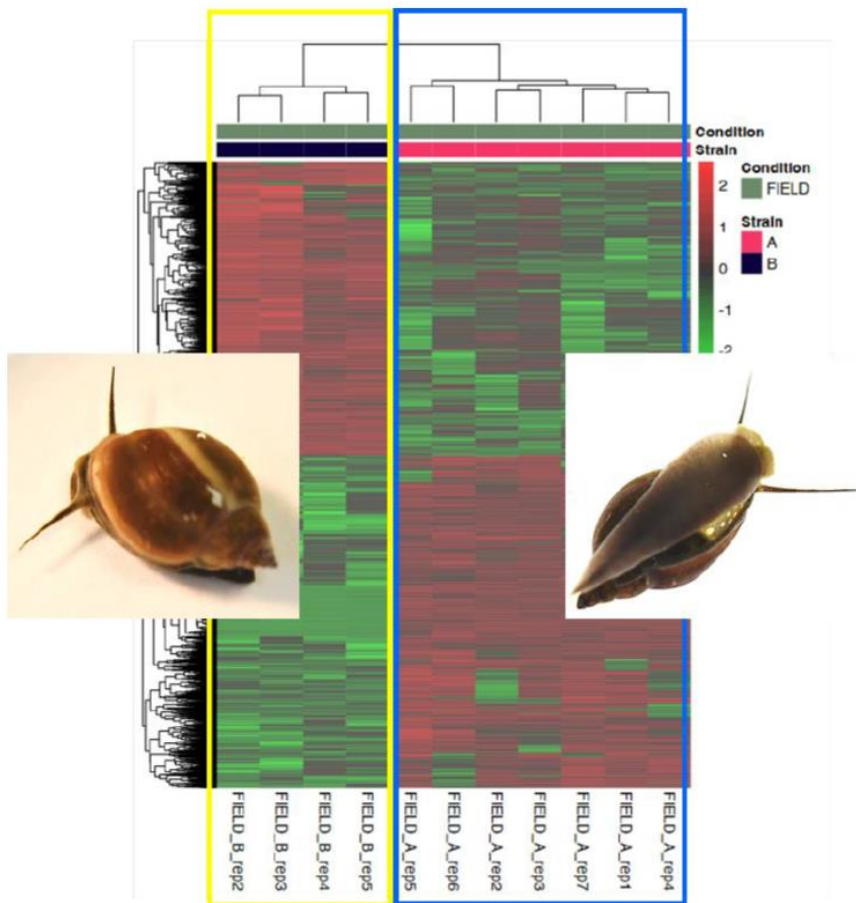 Condition
Strain
Condition
FIELD
Strain
A
B
2
1
0
-1
-2
FIELD_B_rep2
FIELD_B_rep3
FIELD_B_rep4
FIELD_B_rep5
FIELD_A_rep5
FIELD_A_rep6
FIELD_A_rep2
FIELD_A_rep3
FIELD_A_rep7
FIELD_A_rep1
FIELD_A_rep4